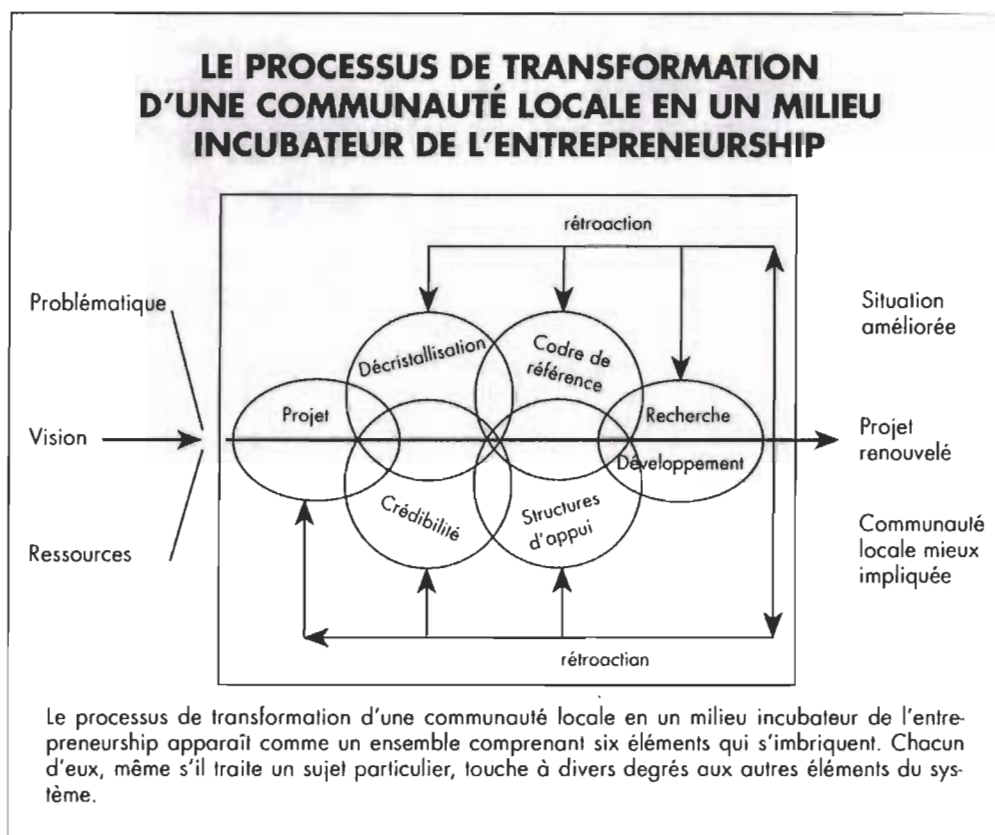 LE PROCESSUS DE TRANSFORMATION
D'UNE COMMUNAUTÉ LOCALE EN UN MILIEU
INCUBATEUR DE L'ENTREPRENEURSHIP
rétroaction
Problématique
Situation
améliorée
Décristallisation
Codre de
référence
Projet
Recherche
Vision
Projet
renouvelé
Développement
Crédibilité
Structures
d'appui
Ressources
Communauté
locale mieux
impliquée
rétroactian
Le processus de transformation d'une communauté locale en un milieu incubateur de l'entre-
preneurship apparaît comme un ensemble comprenant six éléments qui s'imbriquent. Chacun
d'eux, même s'il traite un sujet particulier, touche à divers degrés aux autres éléments du sys-
tème.